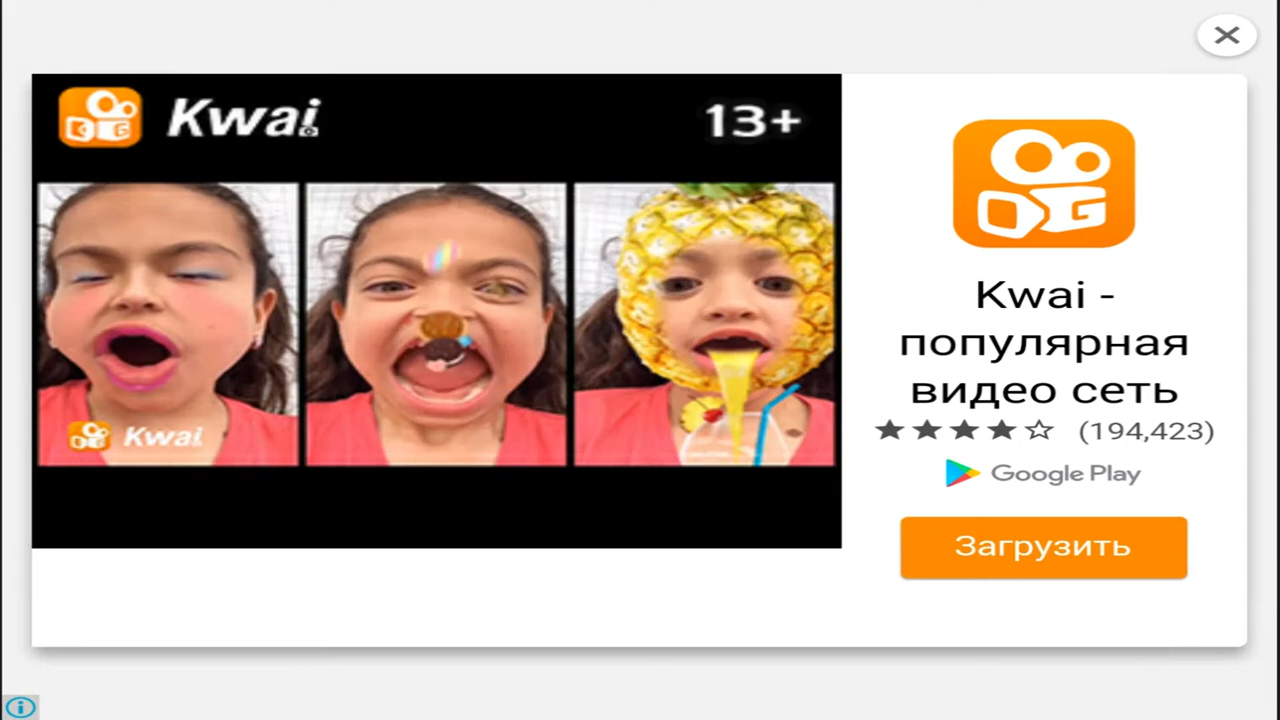 Kwai
13+
Kwai
Kwai -
популярная
видео сеть
(194,423)
Google Play
Загрузить